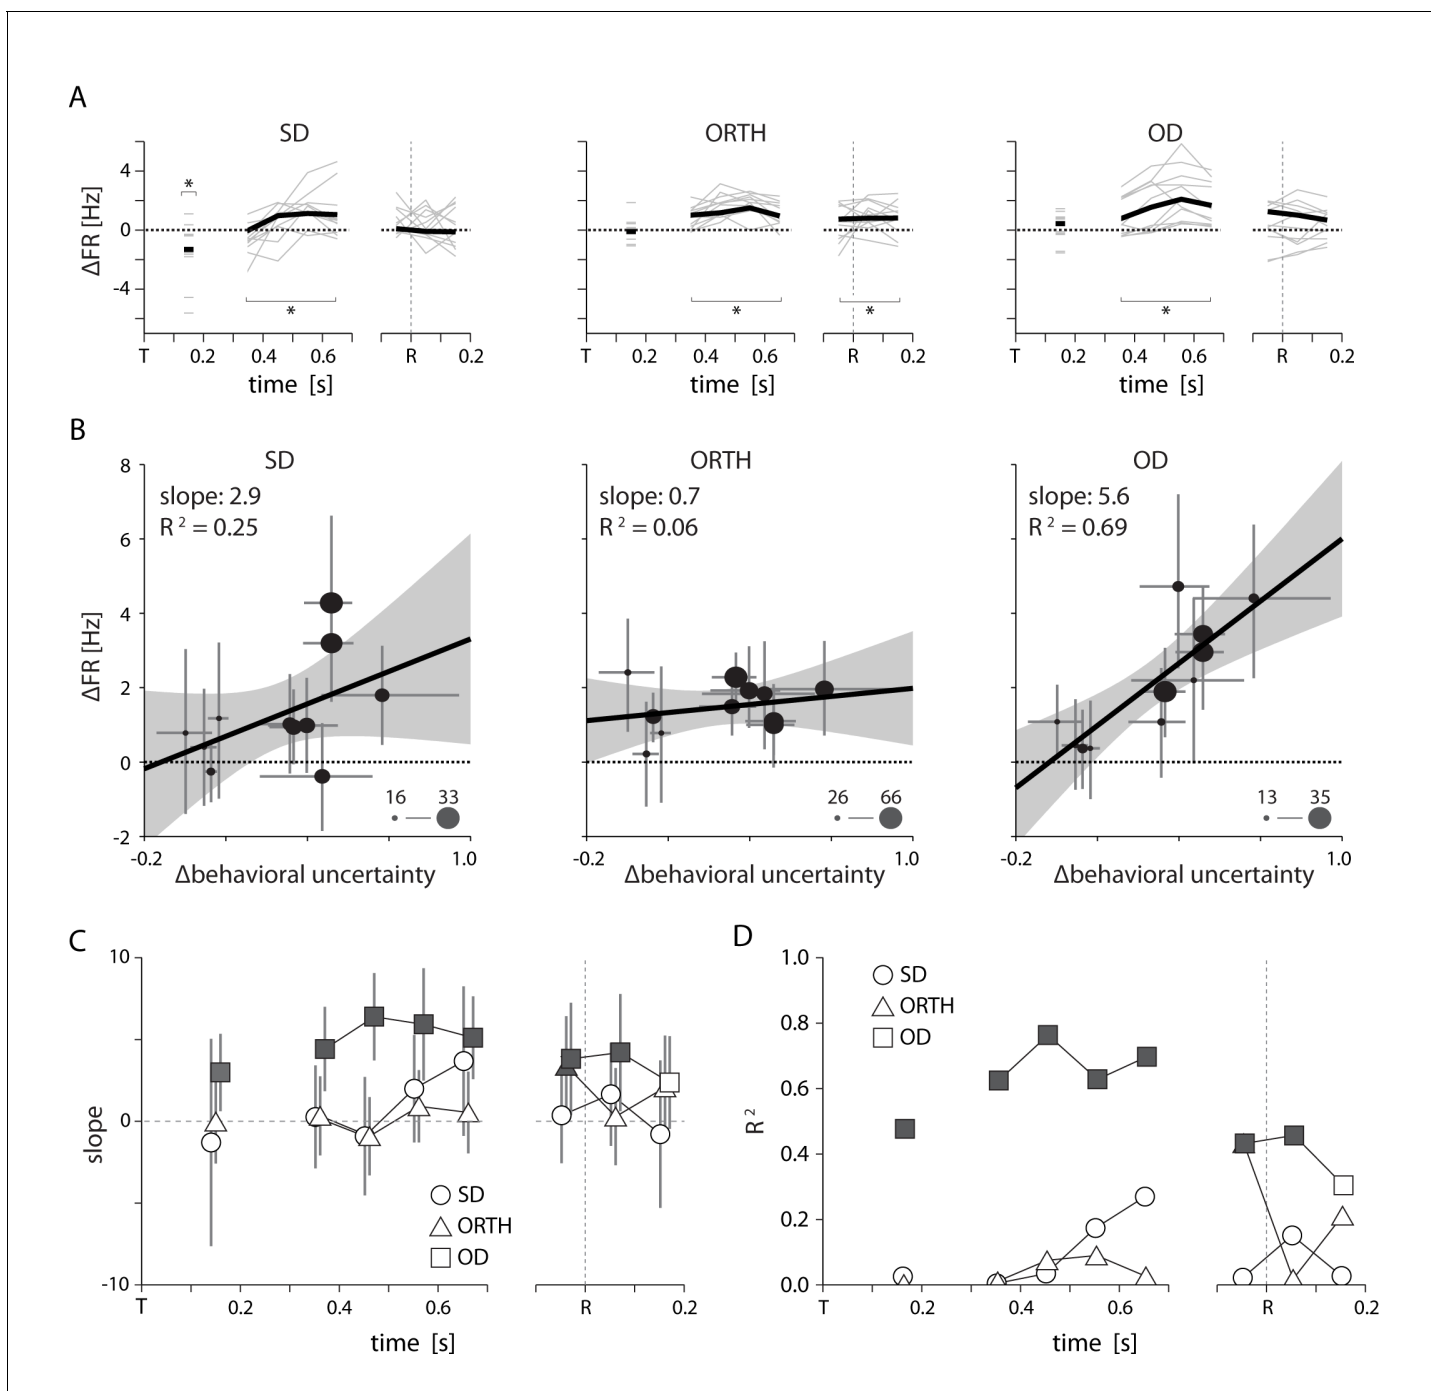 A
SD
ORTH
OD
ΔFR [Hz]
4
0
-4
*
*
*
*
*
T 0.2 0.4 0.6 R 0.2
T 0.2 0.4 0.6 R 0.2
T 0.2 0.4 0.6 R 0.2
time [s]
time [s]
time [s]
B
SD
ORTH
OD
ΔFR [Hz]
8
6
4
2
0
-2
slope: 2.9
R² = 0.25
slope: 0.7
R² = 0.06
slope: 5.6
R² = 0.69
16 33
26 66
13 35
-0.2 1.0
-0.2 1.0
-0.2 1.0
Δbehavioral uncertainty
Δbehavioral uncertainty
Δbehavioral uncertainty
C
slope
10
0
-10
SD
ORTH
OD
T 0.2 0.4 0.6 R 0.2
time [s]
D
R²
1.0
0.8
0.6
0.4
0.2
0.0
SD
ORTH
OD
T 0.2 0.4 0.6 R 0.2
time [s]